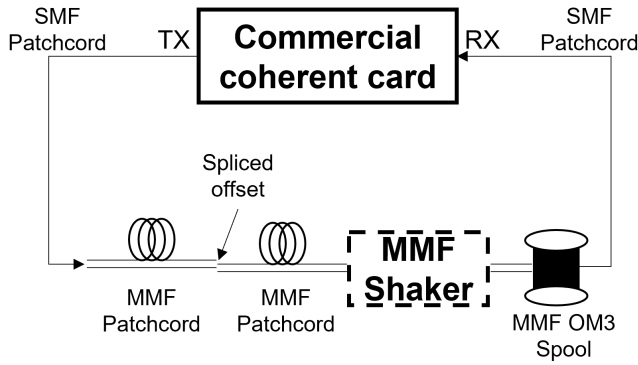 SMF
Patchcord
TX
Commercial
coherent card
RX
SMF
Patchcord
Spliced
offset
MMF
Patchcord
MMF
Patchcord
MMF
Shaker
MMF OM3
Spool